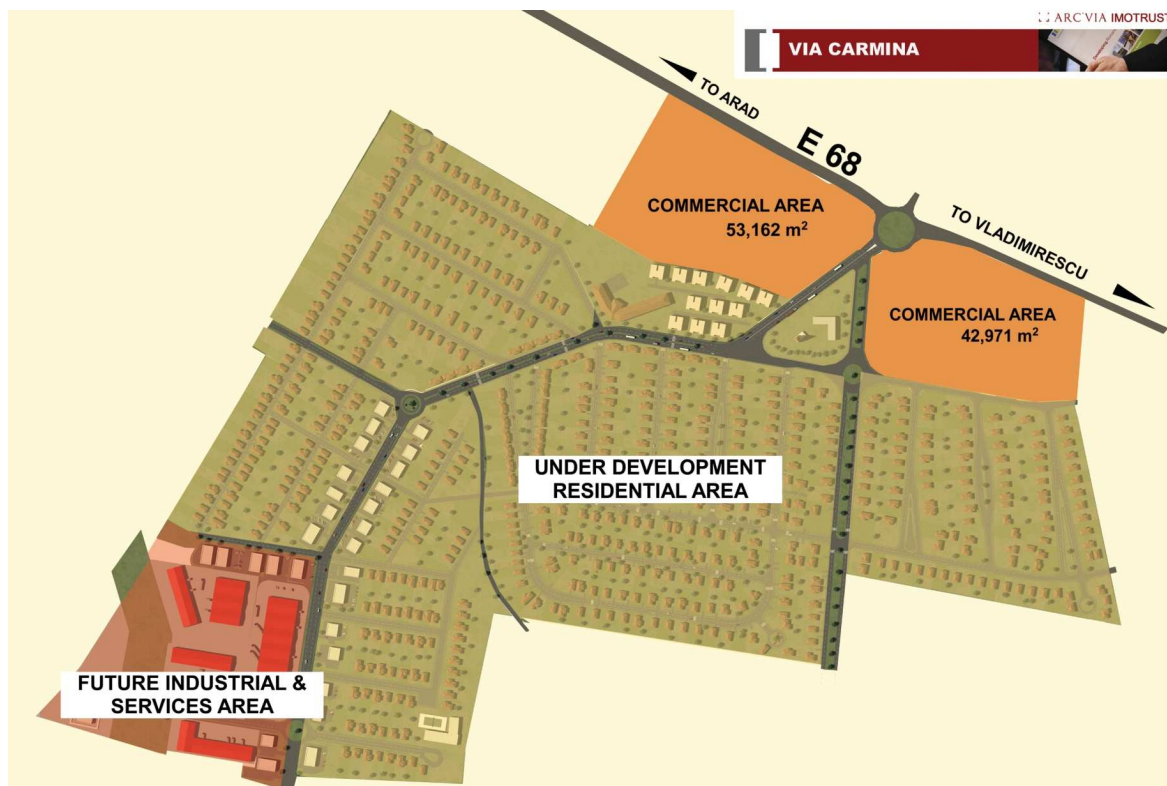 ARC'VIA IMOTRUST
VIA CARMINA
TO ARAD
E 68
COMMERCIAL AREA
53,162 m²
TO VLADIMIRESCU
COMMERCIAL AREA
42,971 m²
UNDER DEVELOPMENT
RESIDENTIAL AREA
FUTURE INDUSTRIAL &
SERVICES AREA